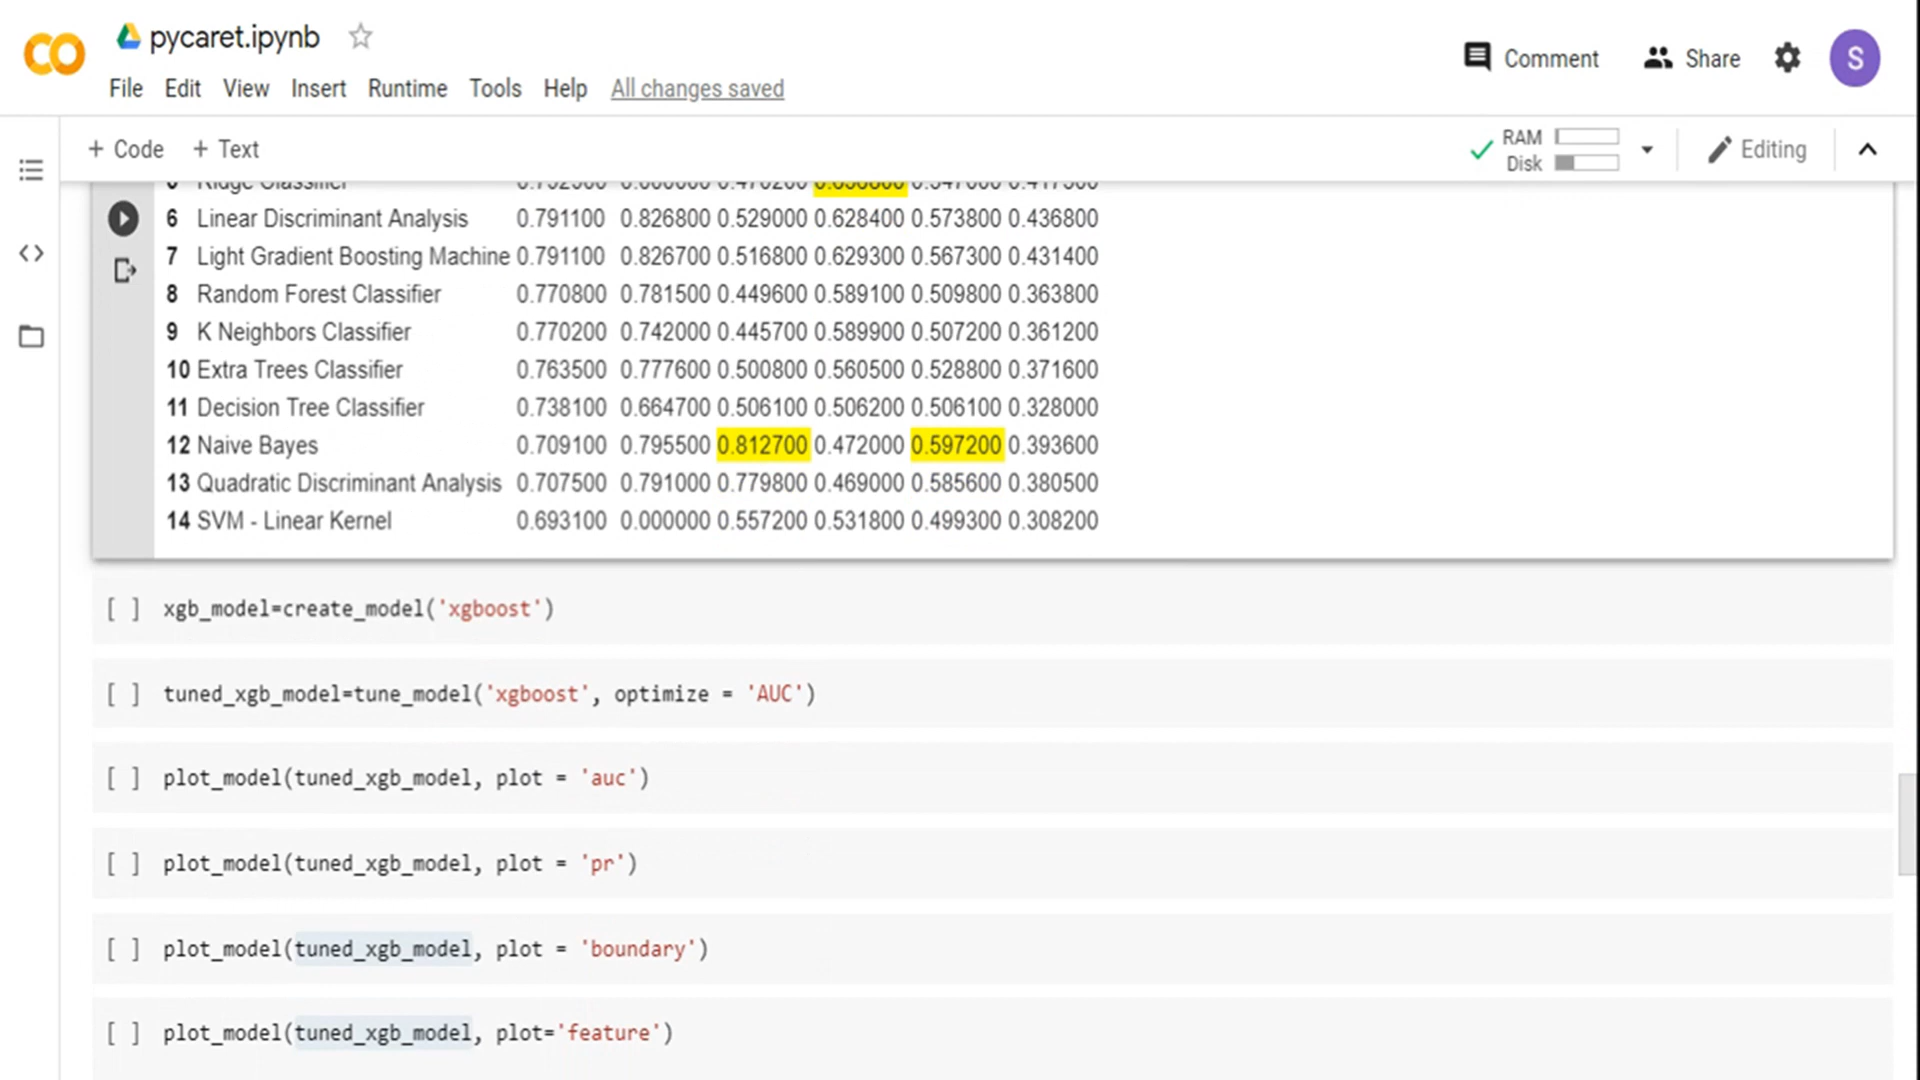 pycaret.ipynb
File Edit View Insert Runtime Tools Help All changes saved
Comment Share S
+ Code + Text
RAM
Disk
Editing
Ridge Classifier
6 Linear Discriminant Analysis 0.791100 0.826800 0.529000 0.628400 0.573800 0.436800
7 Light Gradient Boosting Machine 0.791100 0.826700 0.516800 0.629300 0.567300 0.431400
8 Random Forest Classifier 0.770800 0.781500 0.449600 0.589100 0.509800 0.363800
9 K Neighbors Classifier 0.770200 0.742000 0.445700 0.589900 0.507200 0.361200
10 Extra Trees Classifier 0.763500 0.777600 0.500800 0.560500 0.528800 0.371600
11 Decision Tree Classifier 0.738100 0.664700 0.506100 0.506200 0.506100 0.328000
12 Naive Bayes 0.709100 0.795500 0.812700 0.472000 0.597200 0.393600
13 Quadratic Discriminant Analysis 0.707500 0.791000 0.779800 0.469000 0.585600 0.380500
14 SVM - Linear Kernel 0.693100 0.000000 0.557200 0.531800 0.499300 0.308200
[ ] xgb_model=create_model('xgboost')
[ ] tuned_xgb_model=tune_model('xgboost', optimize = 'AUC')
[ ] plot_model(tuned_xgb_model, plot = 'auc')
[ ] plot_model(tuned_xgb_model, plot = 'pr')
[ ] plot_model(tuned_xgb_model, plot = 'boundary')
[ ] plot_model(tuned_xgb_model, plot='feature')